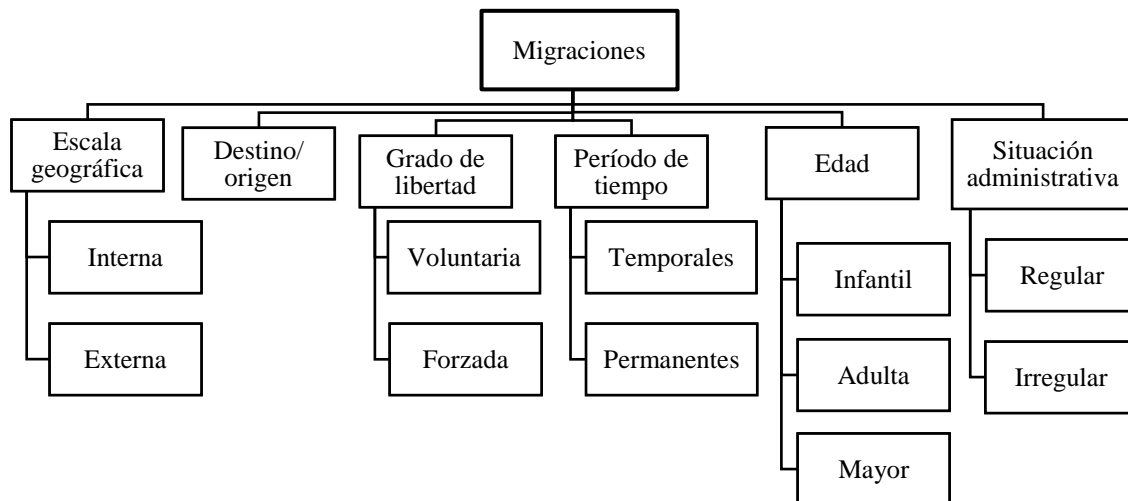 Migraciones
Escala
geográfica
Destino/
origen
Grado de
libertad
Período de
tiempo
Edad
Situación
administrativa
Interna
Externa
Voluntaria
Forzada
Temporales
Permanentes
Infantil
Adulta
Mayor
Regular
Irregular